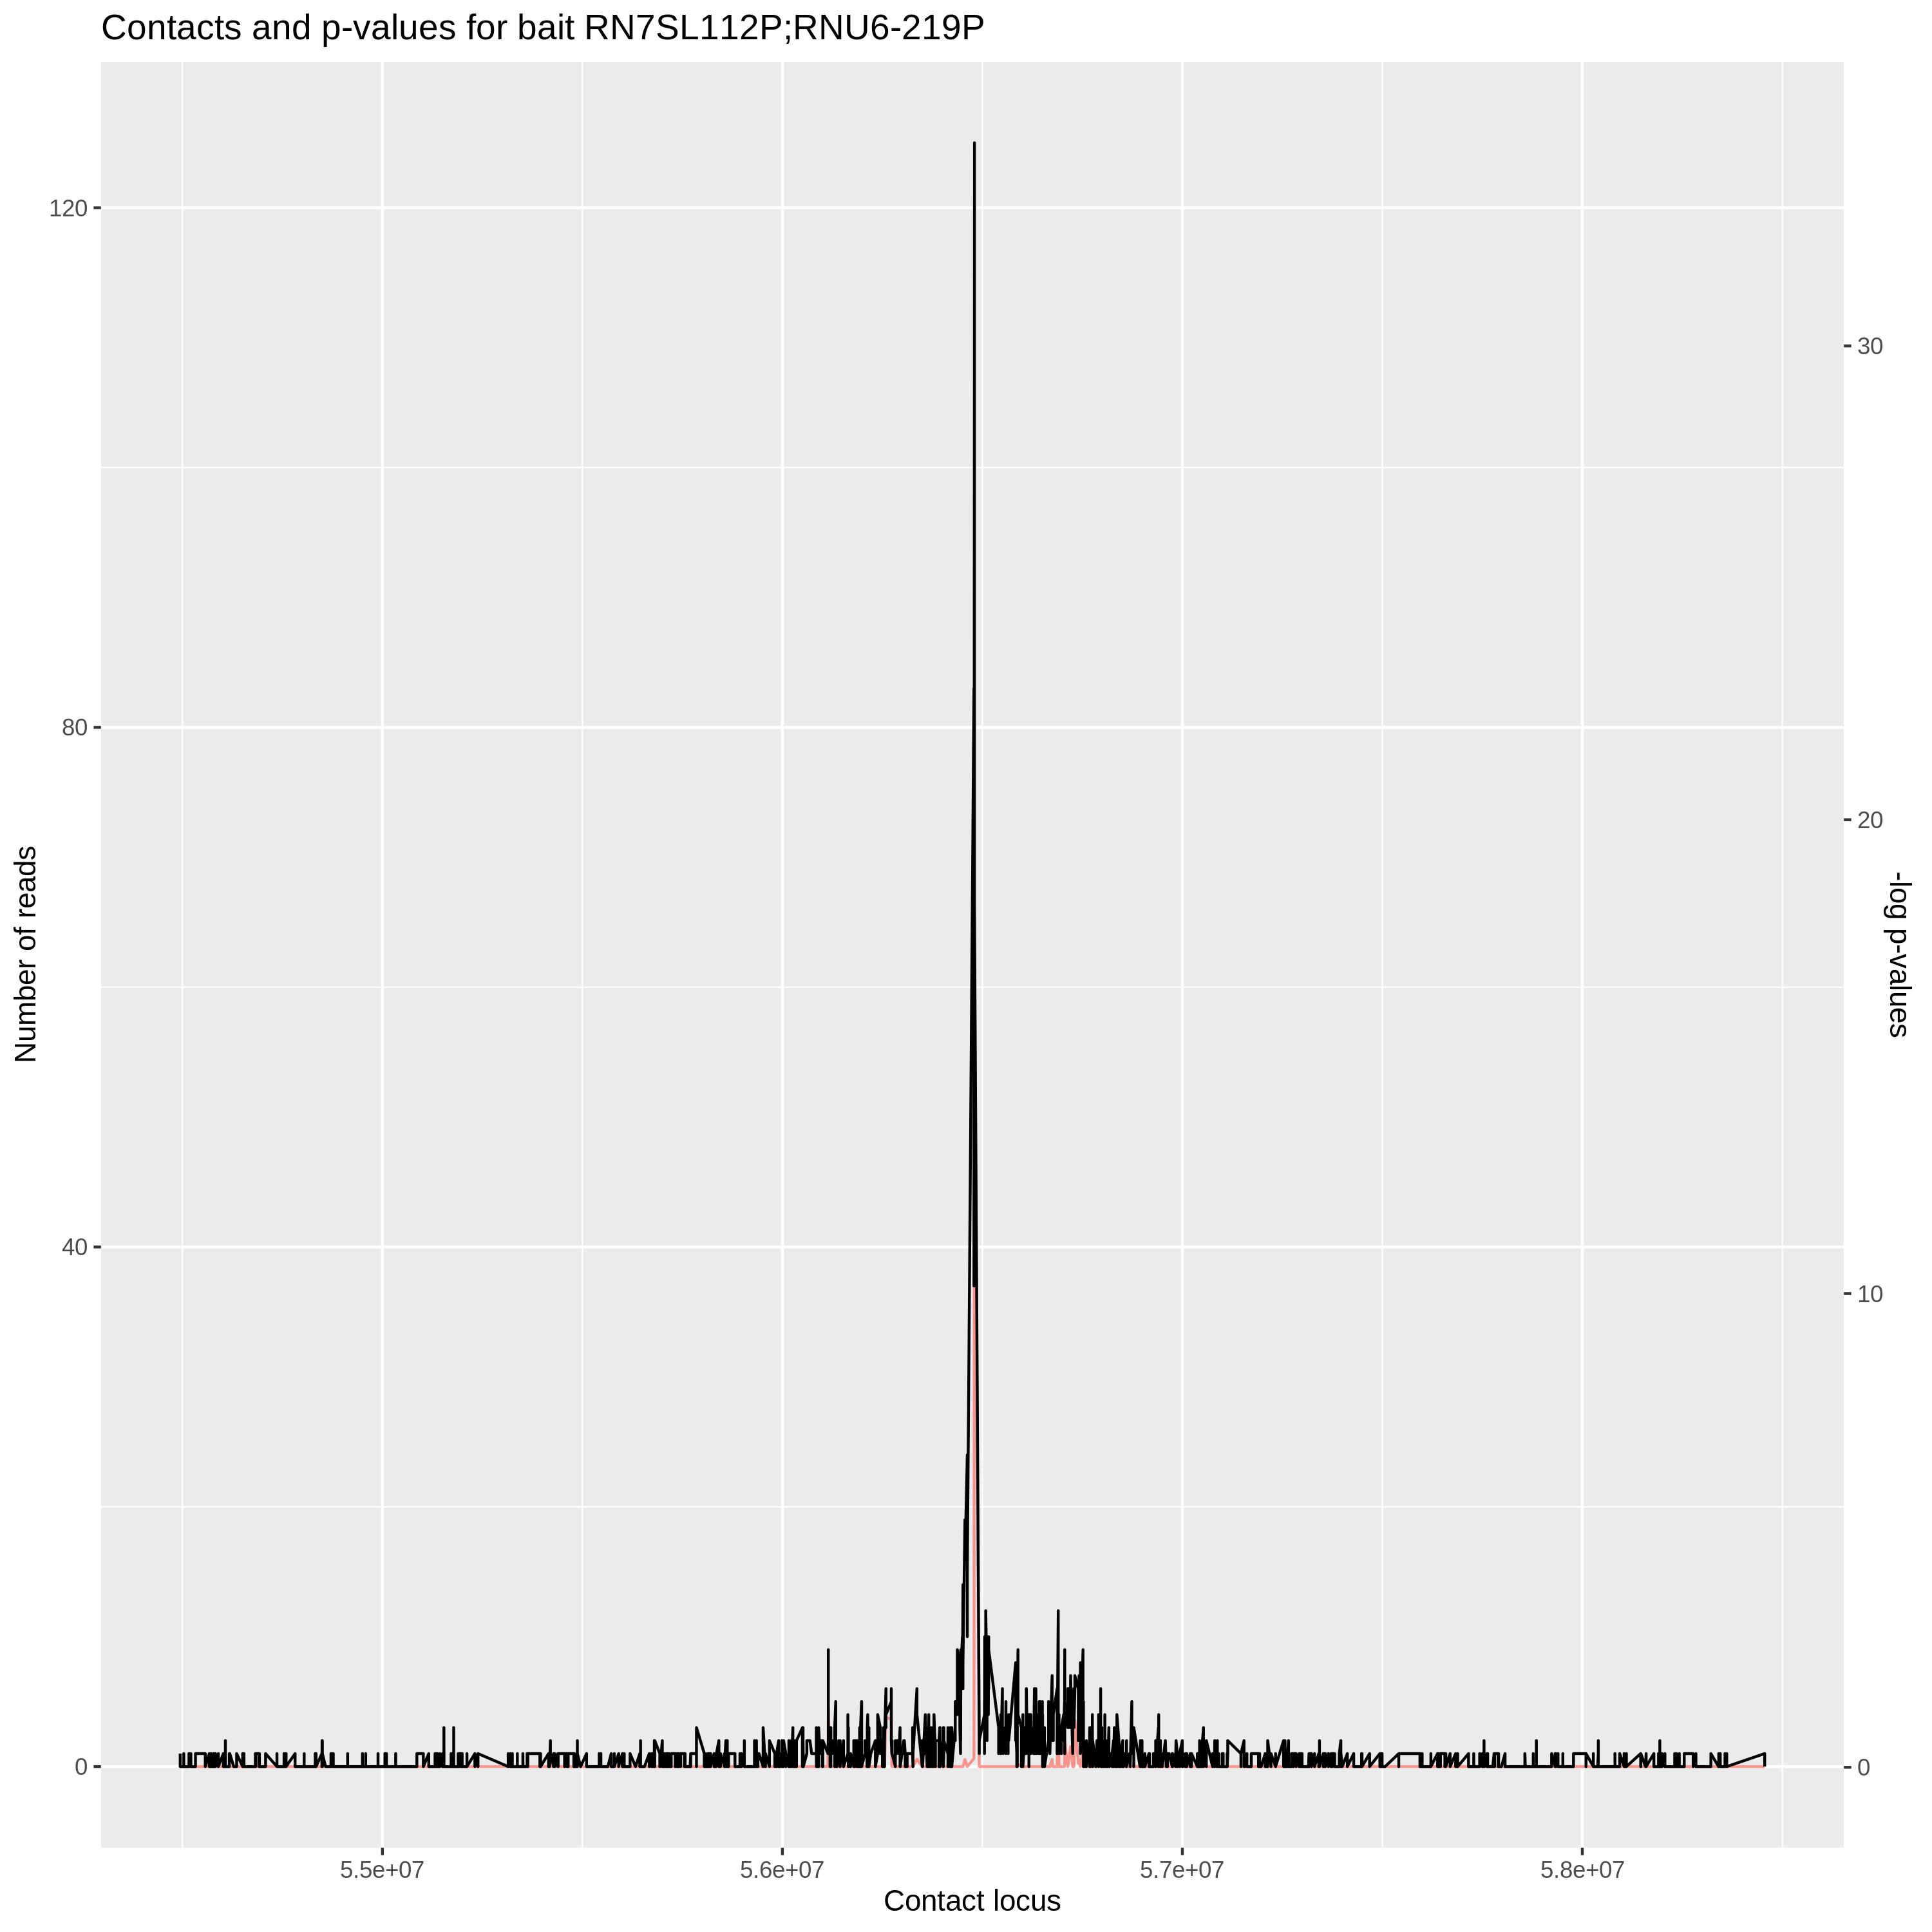 Contacts and p-values for bait RN7SL112P;RNU6-219P
120
80
40
0
Number of reads
30
20
10
0
-log p-values
5.5e+07 5.6e+07 5.7e+07 5.8e+07
Contact locus